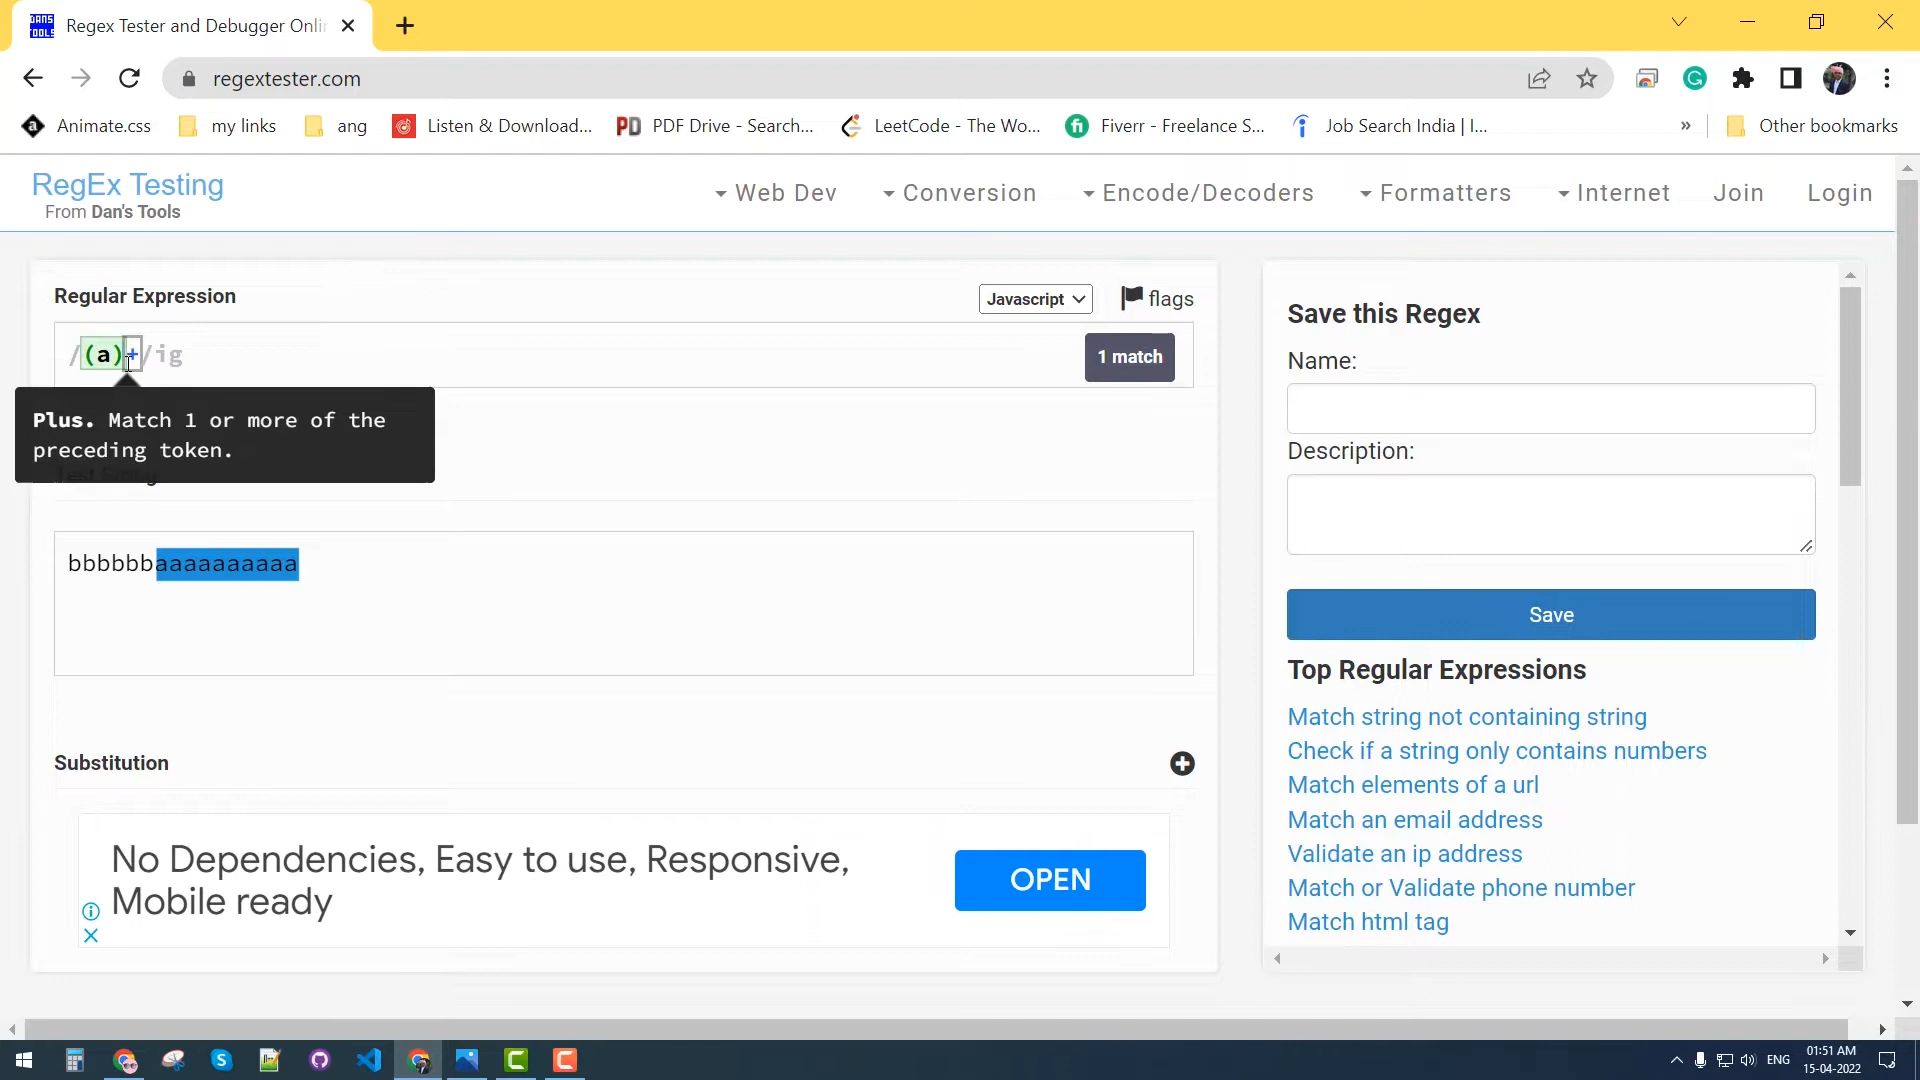 Regex Tester and Debugger Onli
regextester.com
Animate.css
my links
ang
Listen & Download...
PDF Drive - Search...
LeetCode - The Wo...
Fiverr - Freelance S...
Job Search India | I...
»
Other bookmarks
RegEx Testing
From Dan's Tools
Web Dev
Conversion
Encode/Decoders
Formatters
Internet
Join
Login
Regular Expression
Javascript
flags
/(a)+/ig
1 match
Plus. Match 1 or more of the
preceding token.
bbbbbbaaaaaaaaaa
Substitution
No Dependencies, Easy to use, Responsive,
Mobile ready
OPEN
Save this Regex
Name:
Description:
Save
Top Regular Expressions
Match string not containing string
Check if a string only contains numbers
Match elements of a url
Match an email address
Validate an ip address
Match or Validate phone number
Match html tag
ENG
01:51 AM
15-04-2022